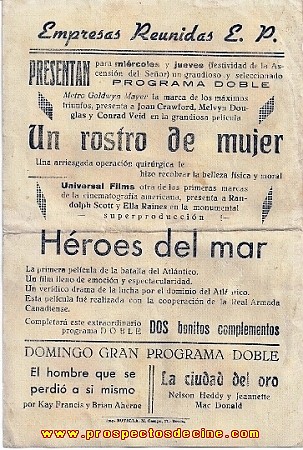 Empresas Reunidas E. P.
PRESENTAN
para miércoles y jueves (festividad de la As-
censión del Señor) un grandioso y seleccionado
PROGRAMA DOBLE
Metro Goldwyn Mayer la marca de los máximos
triunfos, presenta a Joan Crawford, Melvyn Dou-
glas y Conrad Veid en la grandiosa película
Un rostro de mujer
Una arriesgada operación quirúrgica le
hizo recobrar la belleza física y moral
Universal Films otra de las primeras marcas
de la cinematografía americana, presenta a Ran-
dolph Scott y Ella Raines en la monumental
superproducción :-
Héroes del mar
La primera película de la batalla del Atlántico.
Un film lleno de emoción y espectacularidad.
Un verídico drama de la lucha por el dominio del Atlántico.
Esta película fué realizada con la cooperación de la Real Armada
Canadiense.
Completará este extraordinario
programa DOBLE DOS bonitos complementos
DOMINGO GRAN PROGRAMA DOBLE
El hombre que se
perdió a si mismo
por Kay Francis y Brian Aherne
La ciudad del oro
Nelson Heddy y Jeannette
Mac Donald
www.prospectosdecine.com